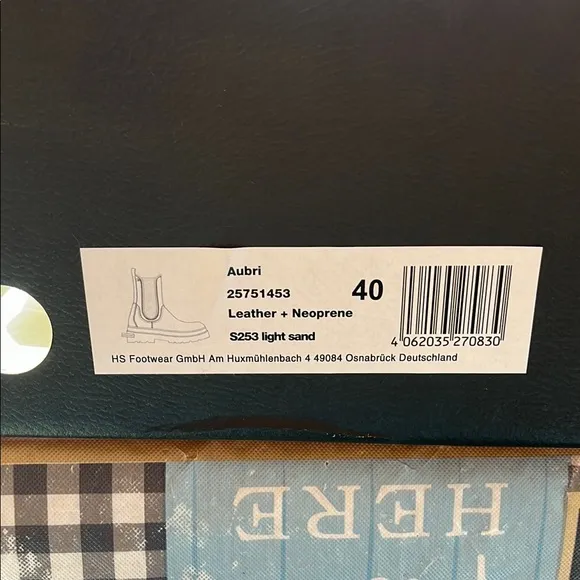 Aubri
25751453
40
Leather + Neoprene
S253 light sand
4 062035 270830
HS Footwear GmbH Am Huxmühlenbach 4 49084 Osnabrück Deutschland
HERE